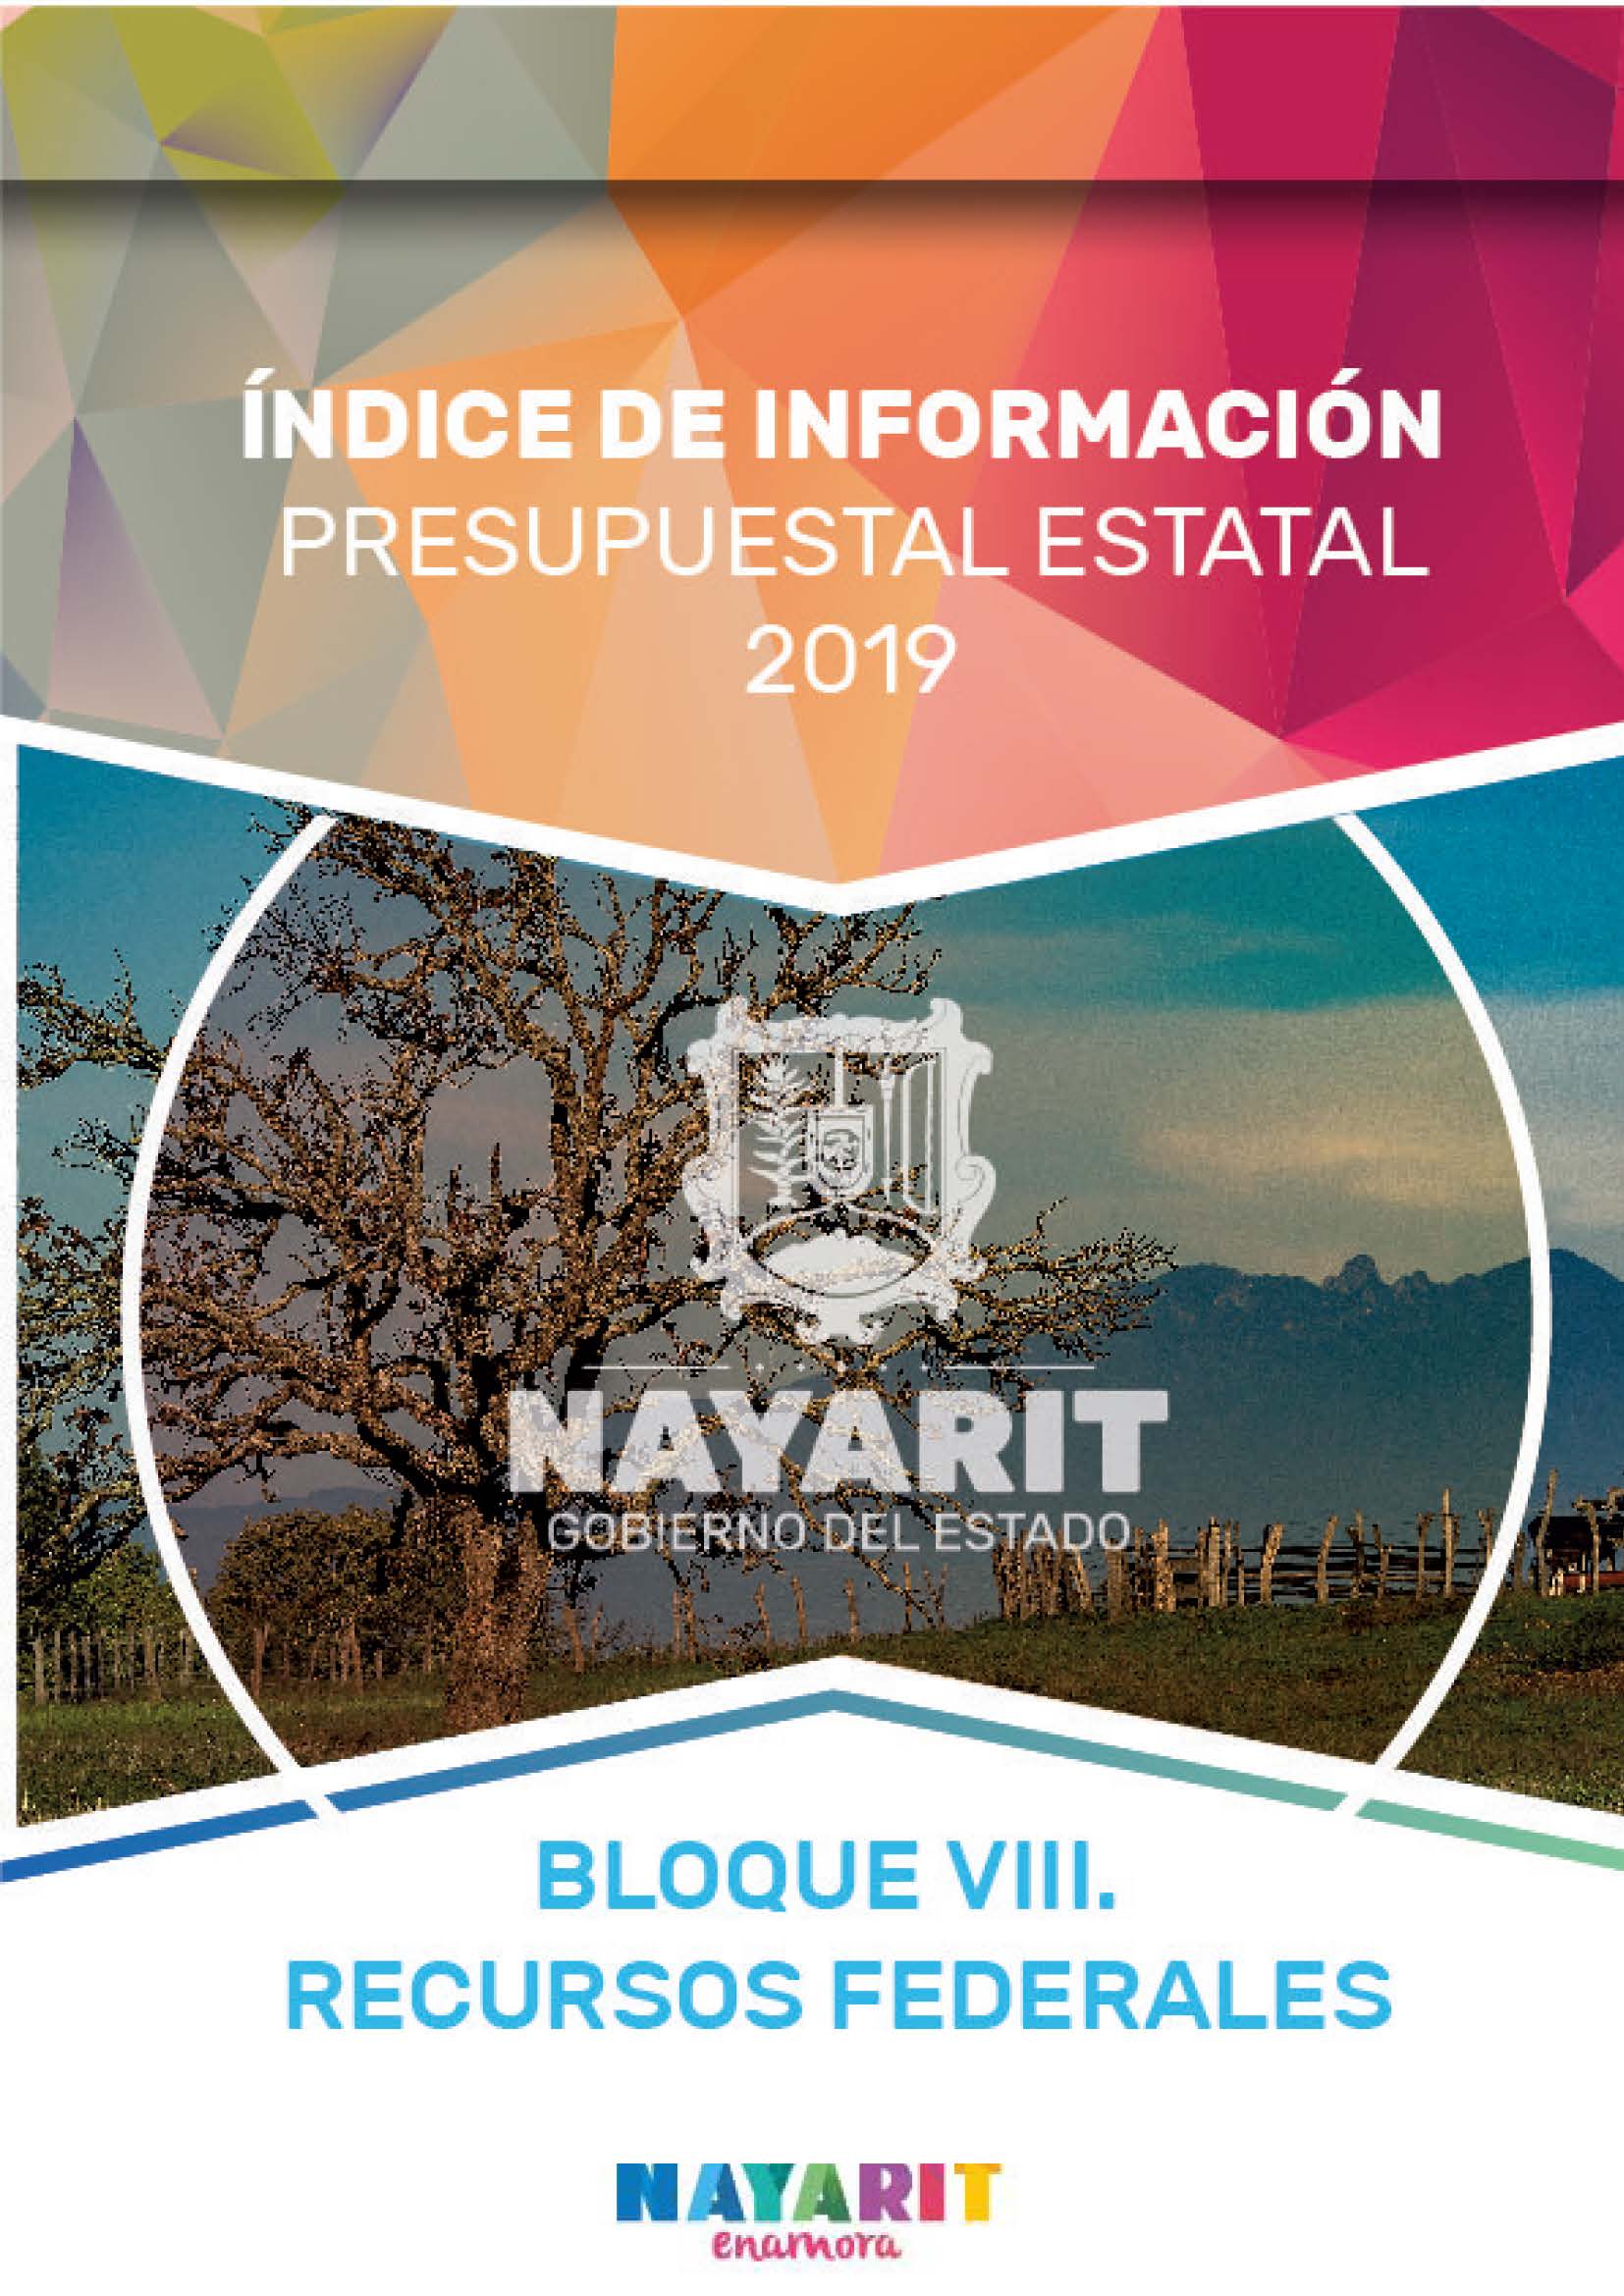 ÍNDICE DE INFORMACIÓN
PRESUPUESTAL ESTATAL
2019
NAYARIT
GOBIERNO DEL ESTADO
BLOQUE VIII.
RECURSOS FEDERALES
NAYARIT
enamora